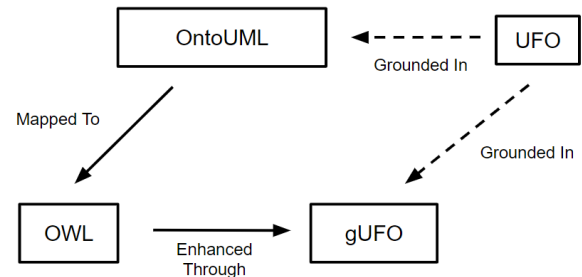 OntoUML
UFO
Grounded In
Mapped To
Grounded In
OWL
Enhanced
Through
gUFO